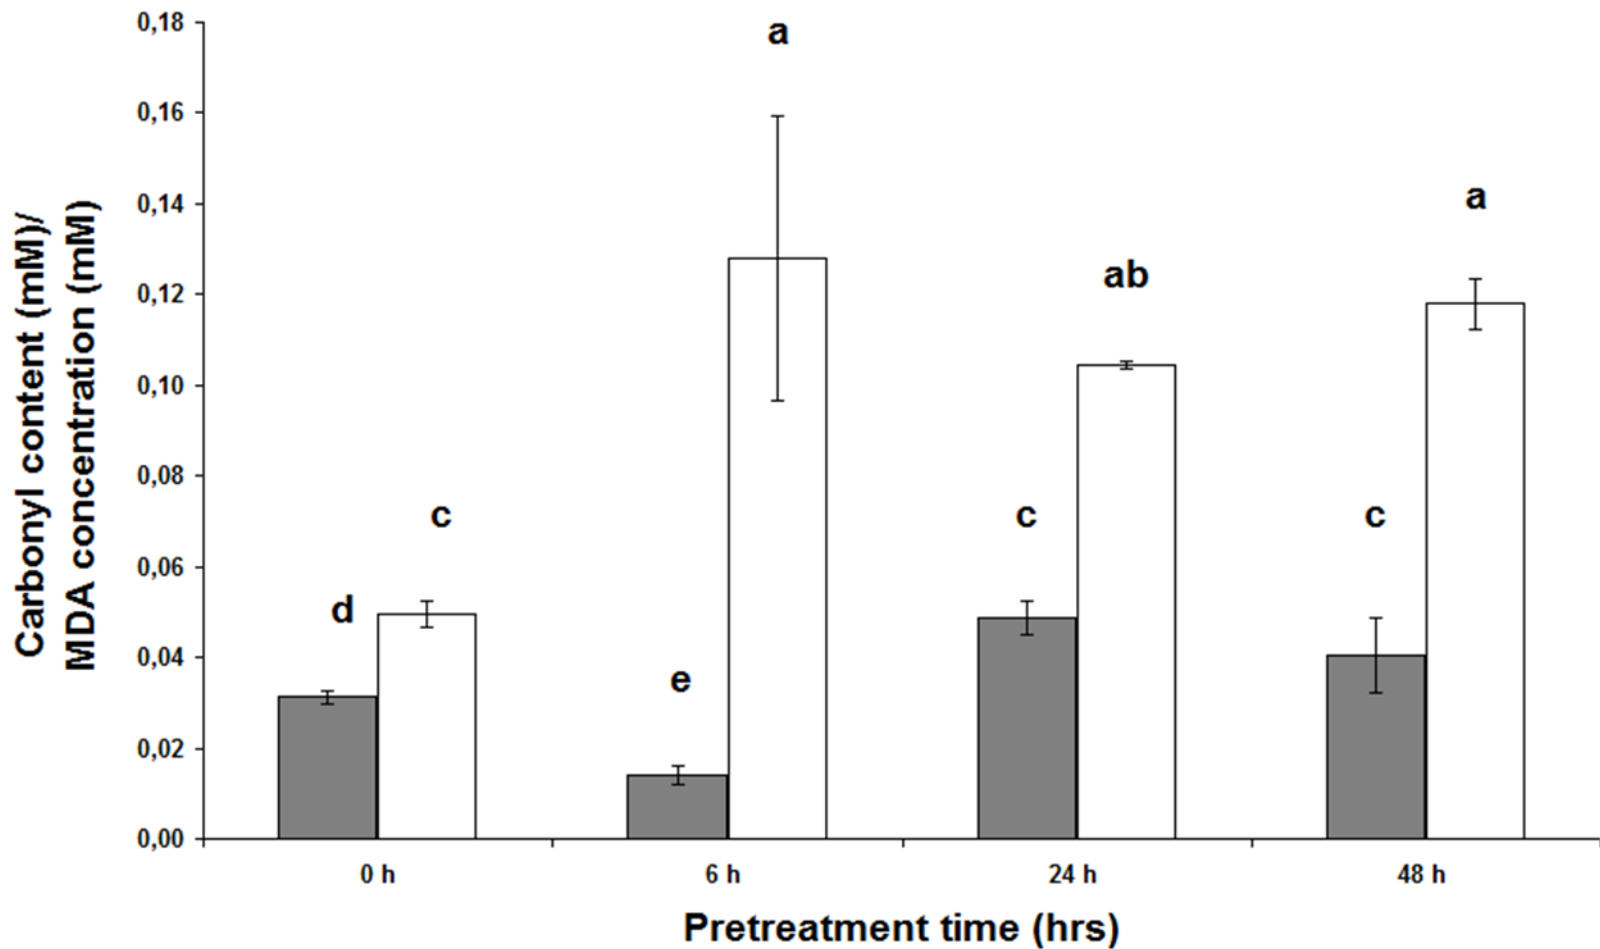 Carbonyl content (mM)/
MDA concentration (mM)
0,18
0,16
0,14
0,12
0,10
0,08
0,06
0,04
0,02
0,00
a
a
ab
c
c
c
d
e
0 h
6 h
24 h
48 h
Pretreatment time (hrs)